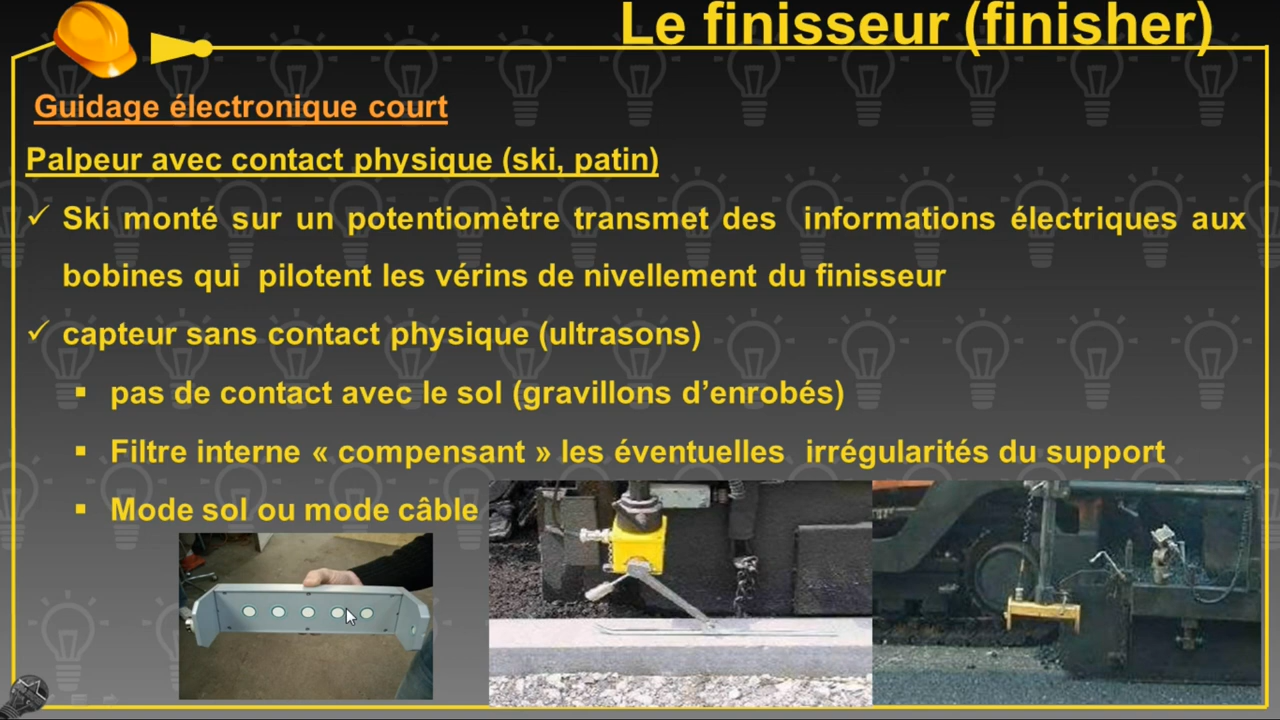 Le finisseur (finisher)
Guidage électronique court
Palpeur avec contact physique (ski, patin)
✓ Ski monté sur un potentiomètre transmet des informations électriques aux
bobines qui pilotent les vérins de nivellement du finisseur
✓ capteur sans contact physique (ultrasons)
▪ pas de contact avec le sol (gravillons d’enrobés)
▪ Filtre interne « compensant » les éventuelles irrégularités du support
▪ Mode sol ou mode câble